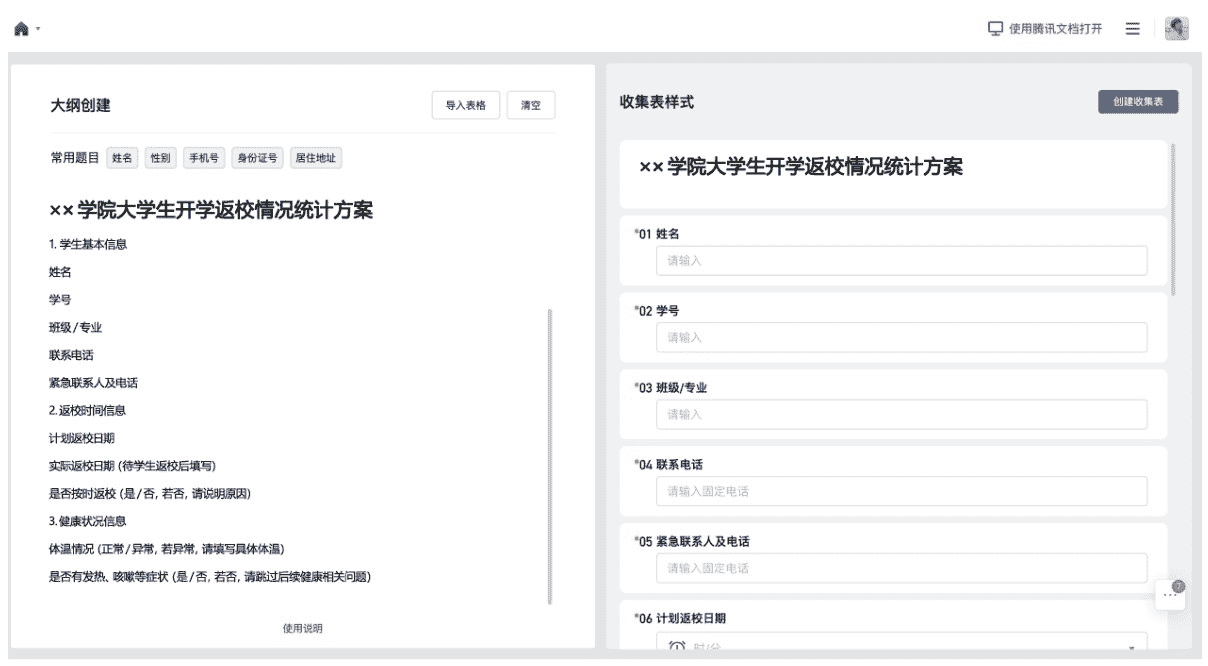 使用腾讯文档打开
大纲创建
导入表格
清空
常用题目 姓名 性别 手机号 身份证号 居住地址
×× 学院大学生开学返校情况统计方案
1. 学生基本信息
姓名
学号
班级/专业
联系电话
紧急联系人及电话
2.返校时间信息
计划返校日期
实际返校日期 (待学生返校后填写)
是否按时返校 (是/否, 若否, 请说明原因)
3.健康状况信息
体温情况 (正常/异常, 若异常, 请填写具体体温)
是否有发热、咳嗽等症状 (是/否, 若否, 请跳过后续健康相关问题)
使用说明
收集表样式
创建收集表
×× 学院大学生开学返校情况统计方案
*01 姓名
请输入
*02 学号
请输入
*03 班级/专业
请输入
*04 联系电话
请输入固定电话
*05 紧急联系人及电话
请输入固定电话
*06 计划返校日期
时/分
7